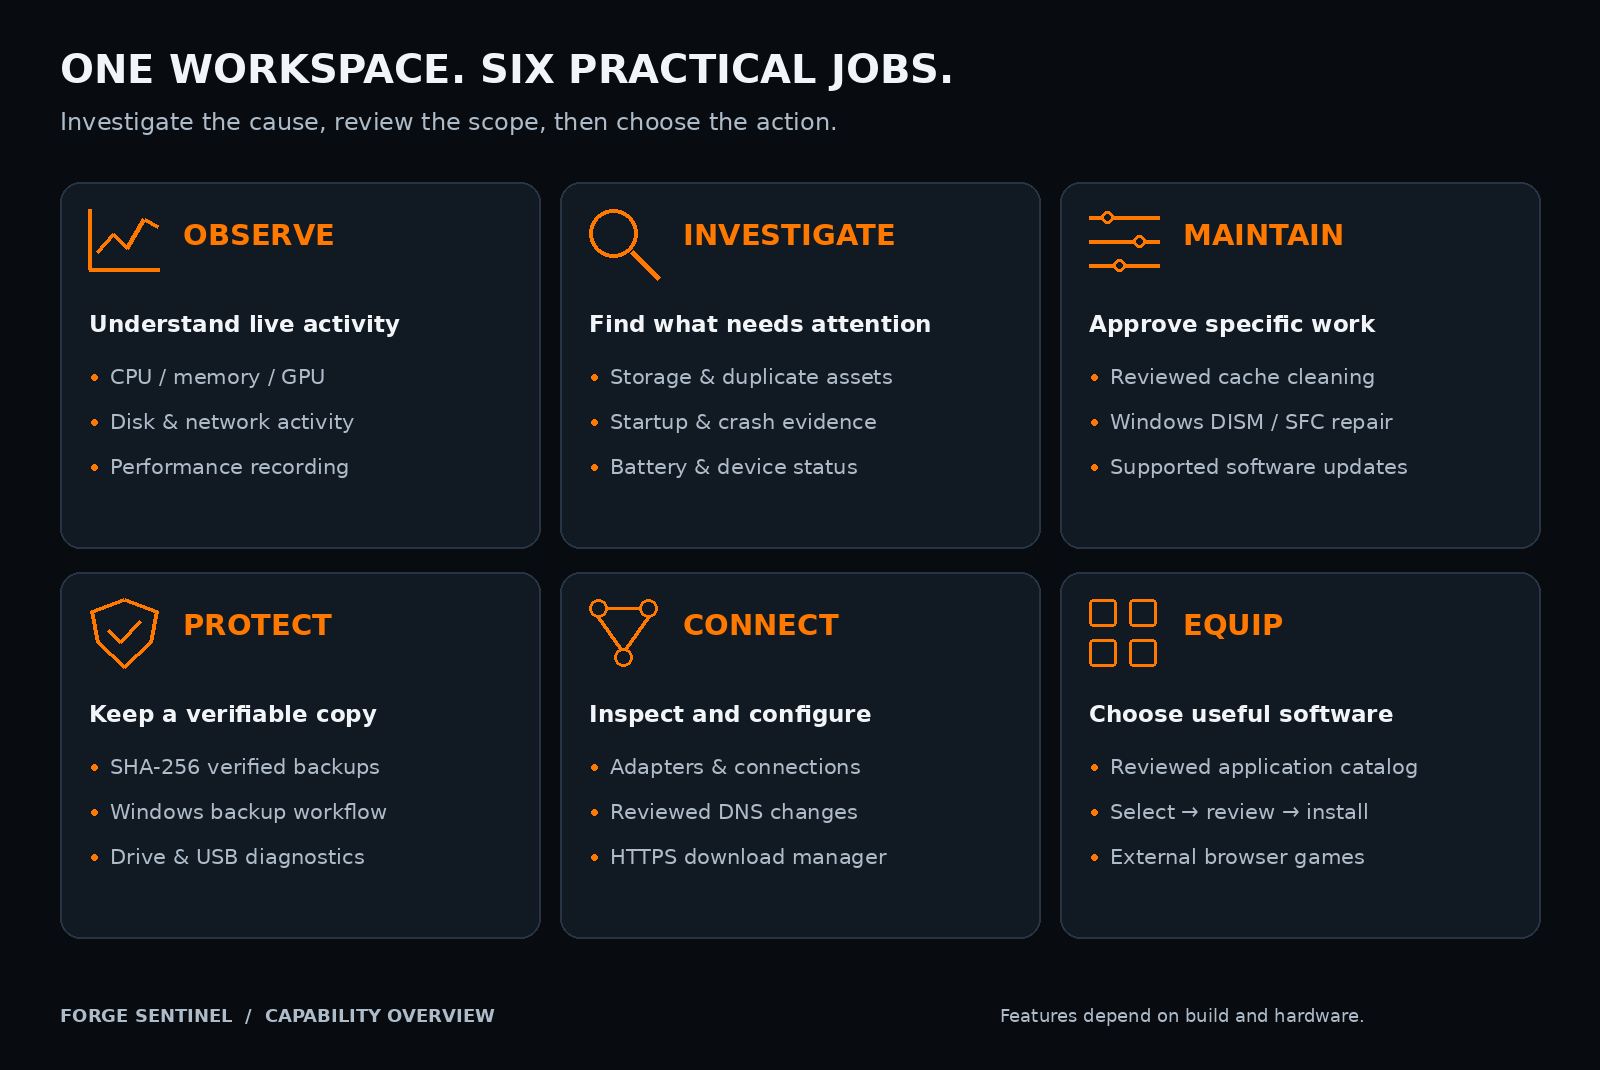 ONE WORKSPACE. SIX PRACTICAL JOBS.
Investigate the cause, review the scope, then choose the action.
OBSERVE
Understand live activity
• CPU / memory / GPU
• Disk & network activity
• Performance recording
INVESTIGATE
Find what needs attention
• Storage & duplicate assets
• Startup & crash evidence
• Battery & device status
MAINTAIN
Approve specific work
• Reviewed cache cleaning
• Windows DISM / SFC repair
• Supported software updates
PROTECT
Keep a verifiable copy
• SHA-256 verified backups
• Windows backup workflow
• Drive & USB diagnostics
CONNECT
Inspect and configure
• Adapters & connections
• Reviewed DNS changes
• HTTPS download manager
EQUIP
Choose useful software
• Reviewed application catalog
• Select → review → install
• External browser games
FORGE SENTINEL / CAPABILITY OVERVIEW
Features depend on build and hardware.